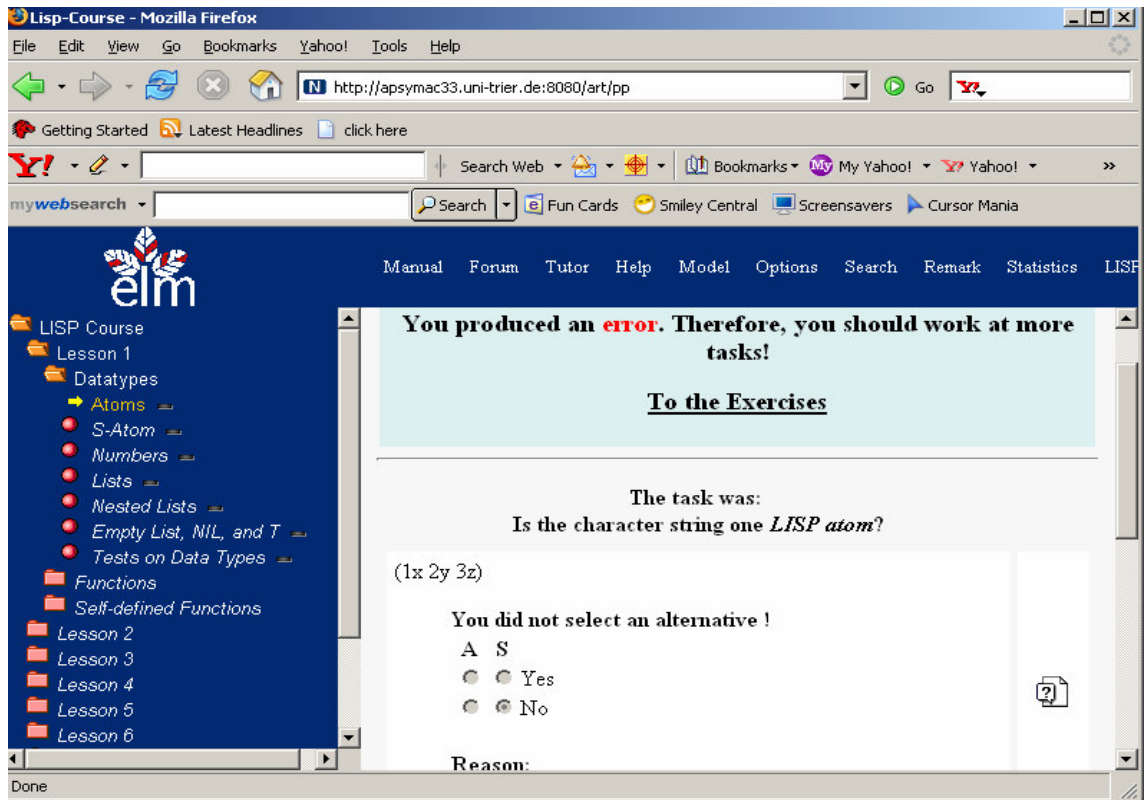 Lisp-Course - Mozilla Firefox
File Edit View Go Bookmarks Yahoo! Tools Help
http://apsymac33.uni-trier.de:8080/art/pp
Go
Getting Started Latest Headlines click here
Y! Search Web Bookmarks My Yahoo! Yahoo! »
mywebsearch Search Fun Cards Smiley Central Screensavers Cursor Mania
elm
Manual Forum Tutor Help Model Options Search Remark Statistics LISP
LISP Course
Lesson 1
Datatypes
Atoms
S-Atom
Numbers
Lists
Nested Lists
Empty List, NIL, and T
Tests on Data Types
Functions
Self-defined Functions
Lesson 2
Lesson 3
Lesson 4
Lesson 5
Lesson 6
You produced an error. Therefore, you should work at more
tasks!
To the Exercises
The task was:
Is the character string one LISP atom?
(1x 2y 3z)
You did not select an alternative !
A S
Yes
No
Reason:
Done